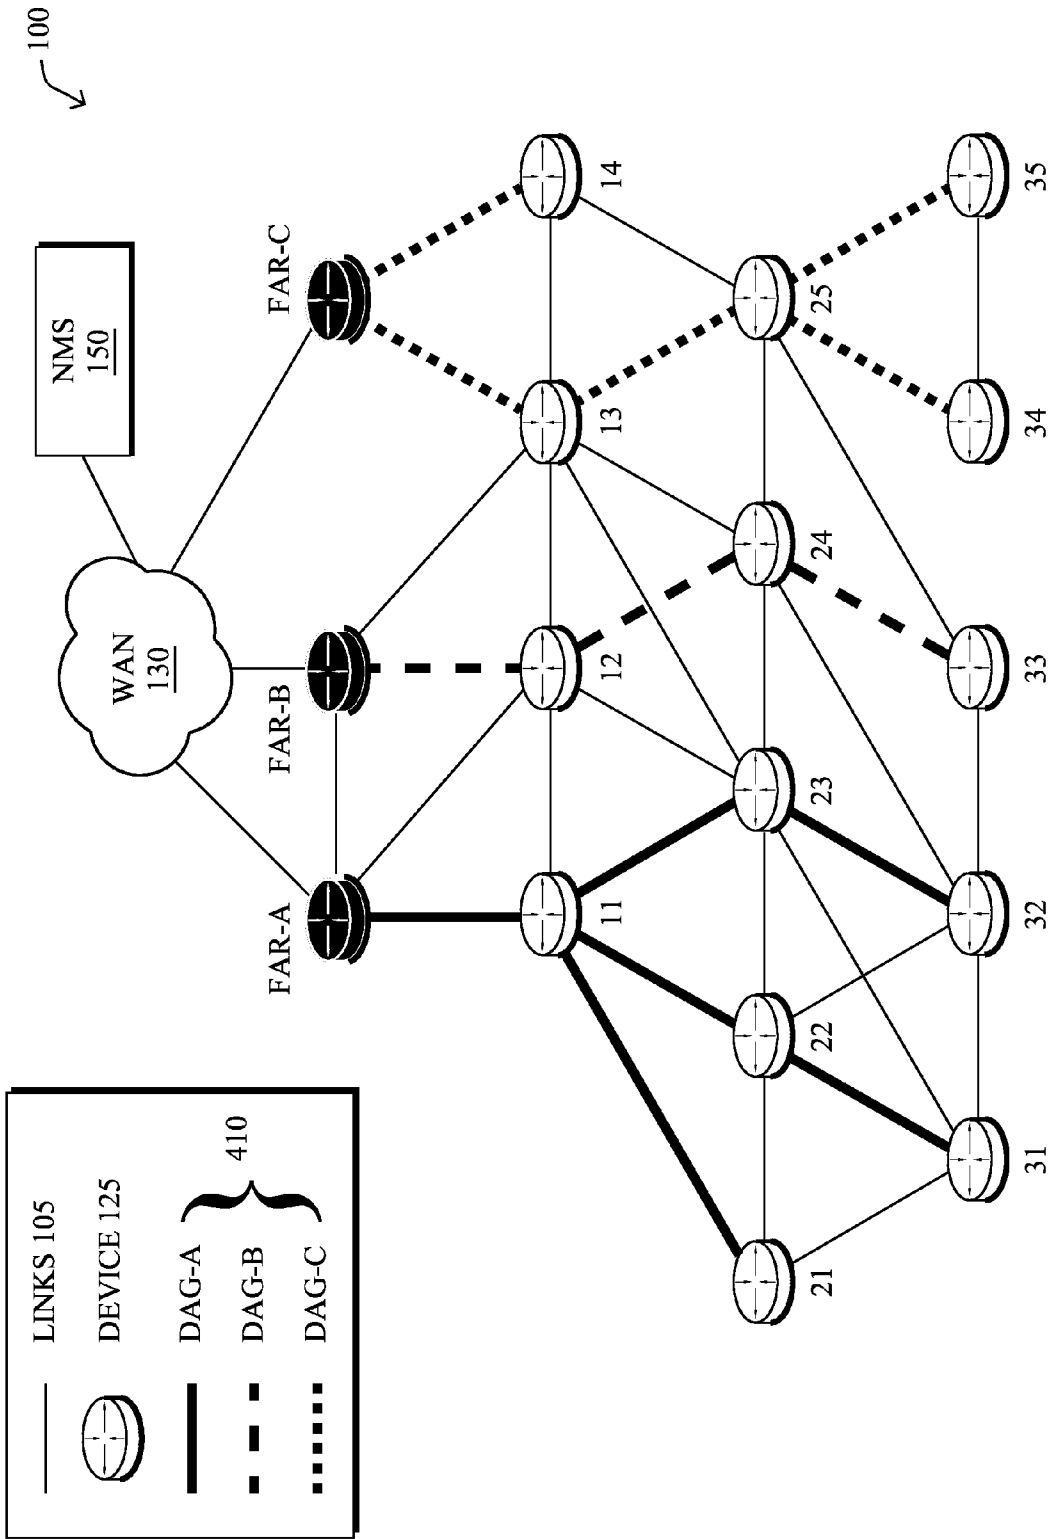 100
NMS
150
WAN
130
FAR-A
FAR-B
FAR-C
11
12
13
14
21
22
23
24
25
31
32
33
34
35
LINKS 105
DEVICE 125
DAG-A
DAG-B
DAG-C
410